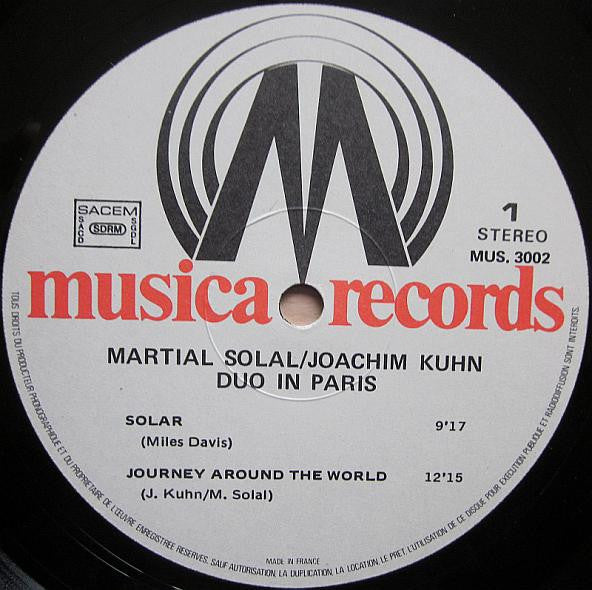 SACEM
SACD
SDRM
SGDL
1
STEREO
MUS. 3002
musica records
MARTIAL SOLAL/JOACHIM KUHN
DUO IN PARIS
SOLAR 9'17
(Miles Davis)
JOURNEY AROUND THE WORLD 12'15
(J. Kuhn/M. Solal)
MADE IN FRANCE
TOUS DROITS DU PRODUCTEUR PHONOGRAPHIQUE ET DU PROPRIETAIRE DE L'ŒUVRE ENREGISTREE RESERVES. SAUF AUTORISATION, LA DUPLICATION, LA LOCATION, LE PRET, L'UTILISATION DE CE DISQUE POUR EXECUTION PUBLIQUE ET RADIODIFFUSION SONT INTERDITS.